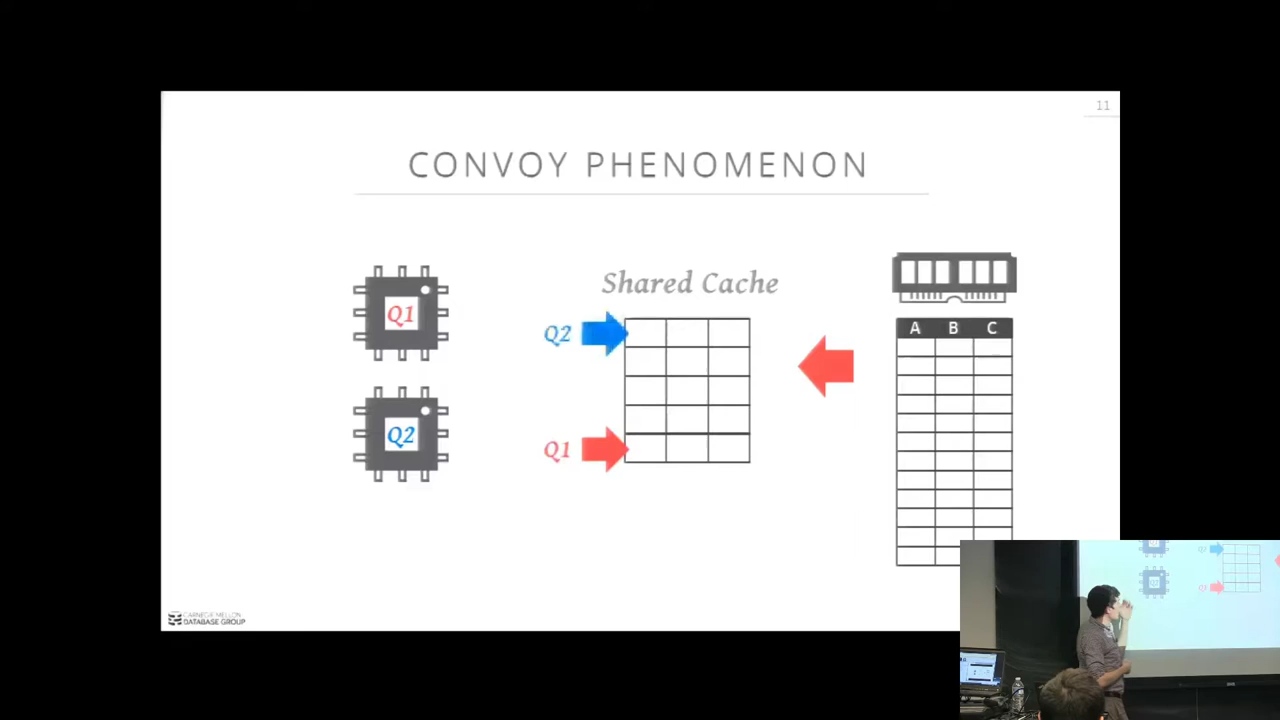 11
CONVOY PHENOMENON
Q1
Q2
Shared Cache
Q2
Q1
A B C
CARNEGIE MELLON
DATABASE GROUP